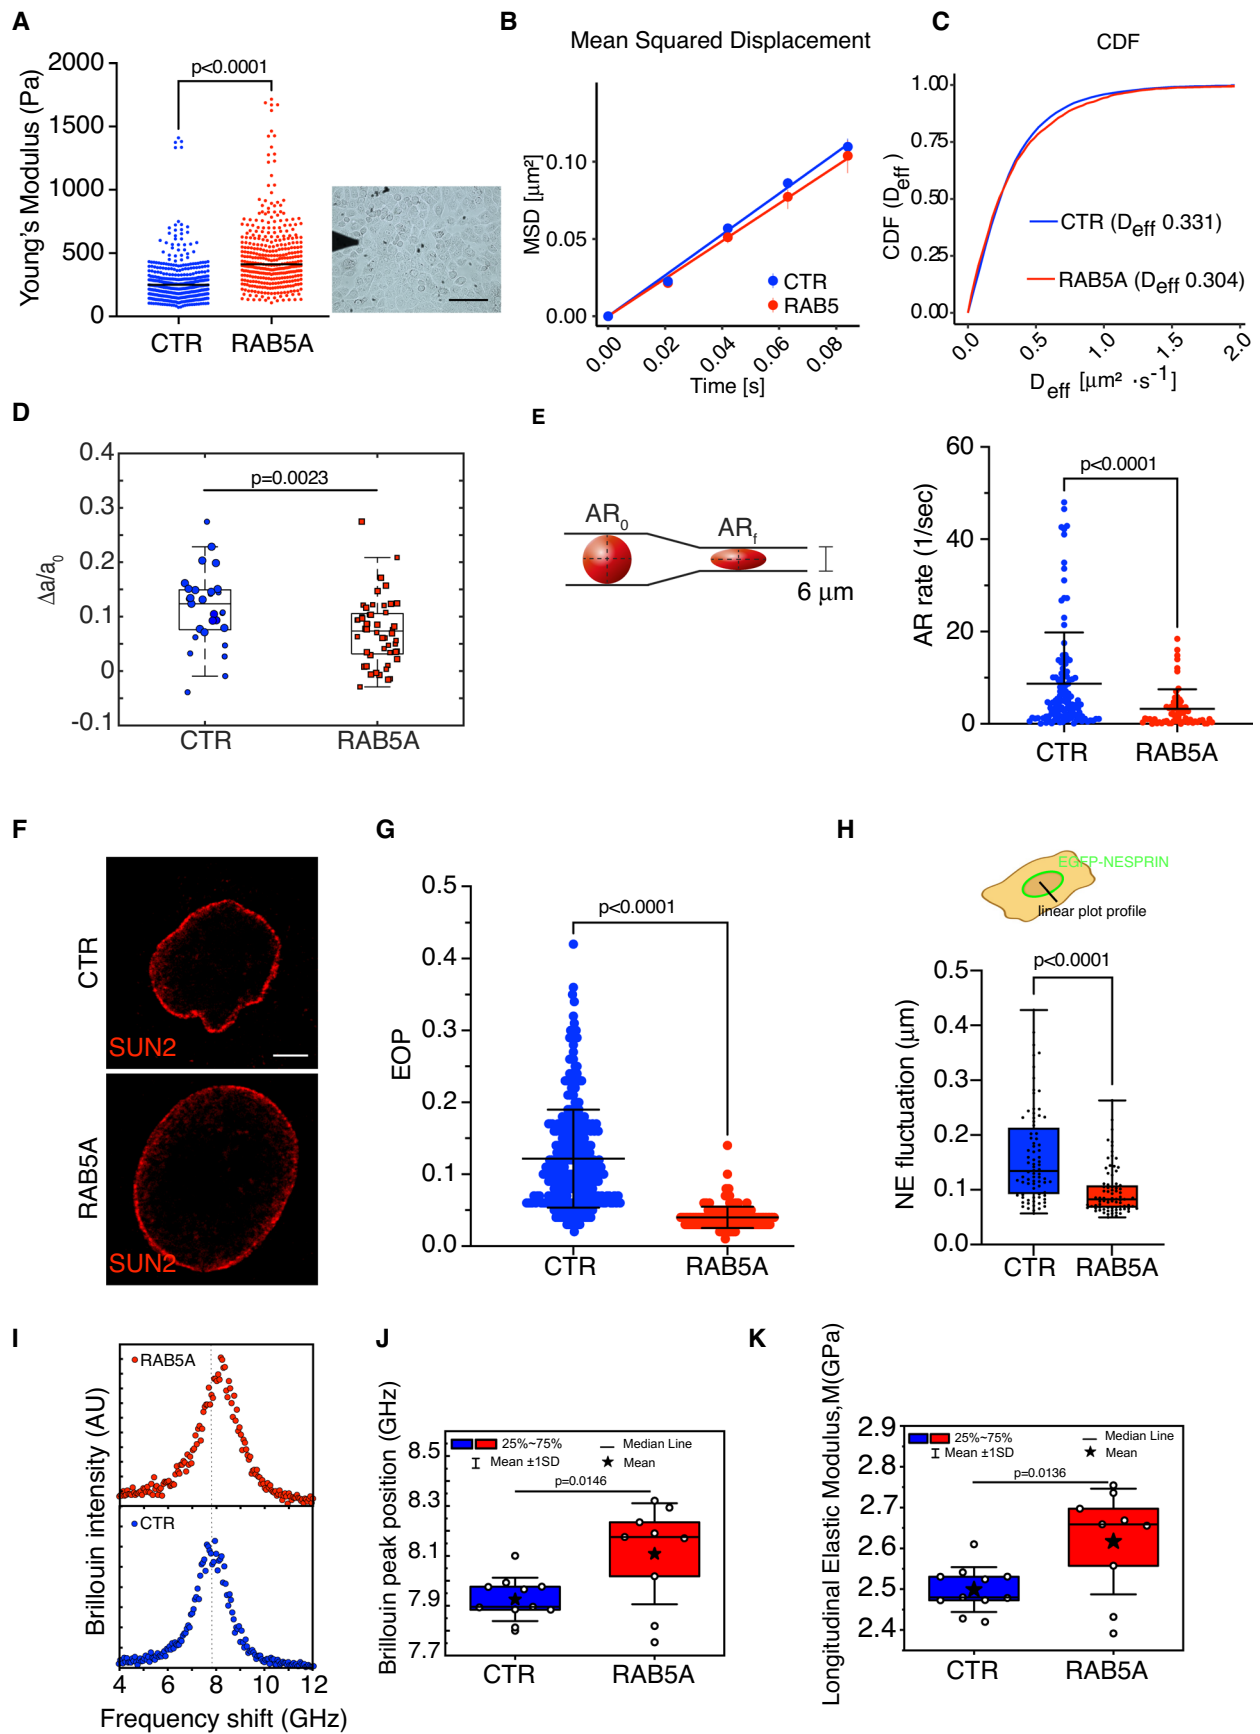 A
Young's Modulus (Pa)
2000
1500
1000
500
0
p<0.0001
CTR
RAB5A
B
Mean Squared Displacement
MSD [µm²]
0.10
0.05
0.00
CTR
RAB5
0.00
0.02
0.04
0.06
0.08
Time [s]
C
CDF
CDF (Deff)
1.00
0.75
0.50
0.25
0.00
CTR (Deff 0.331)
RAB5A (Deff 0.304)
0.0
0.5
1.0
1.5
2.0
Deff [µm² ·s-1]
D
Δa/a0
0.4
0.3
0.2
0.1
0
-0.1
p=0.0023
CTR
RAB5A
E
AR0
ARf
6 µm
AR rate (1/sec)
60
40
20
0
p<0.0001
CTR
RAB5A
F
CTR
SUN2
RAB5A
SUN2
G
EOP
0.5
0.4
0.3
0.2
0.1
0.0
p<0.0001
CTR
RAB5A
H
EGFP-NESPRIN
linear plot profile
NE fluctuation (µm)
0.5
0.4
0.3
0.2
0.1
0.0
p<0.0001
CTR
RAB5A
I
Brillouin intensity (AU)
RAB5A
CTR
4
6
8
10
12
Frequency shift (GHz)
J
Brillouin peak position (GHz)
8.5
8.3
8.1
7.9
7.7
25%~75%
Median Line
Mean ±1SD
Mean
p=0.0146
CTR
RAB5A
K
Longitudinal Elastic Modulus,M(GPa)
2.9
2.8
2.7
2.6
2.5
2.4
25%~75%
Median Line
Mean ±1SD
Mean
p=0.0136
CTR
RAB5A